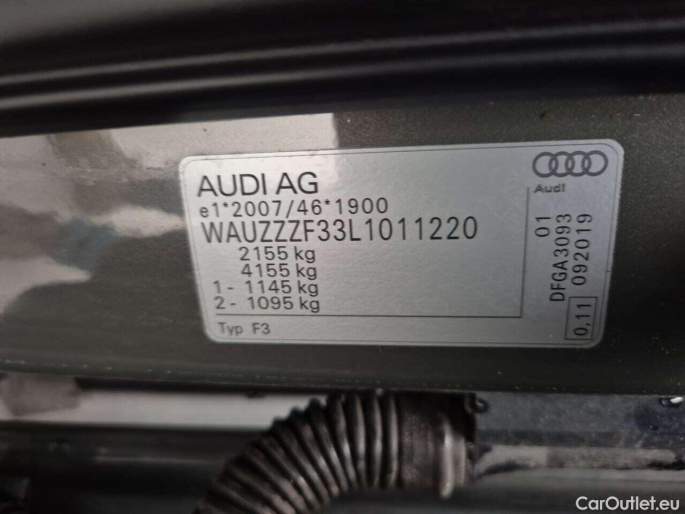 AUDI AG
e1*2007/46*1900
WAUZZZF33L1011220
2155 kg
4155 kg
1 - 1145 kg
2 - 1095 kg
Typ F3
Audi
01
DFGA3093
092019
0,11
CarOutlet.eu